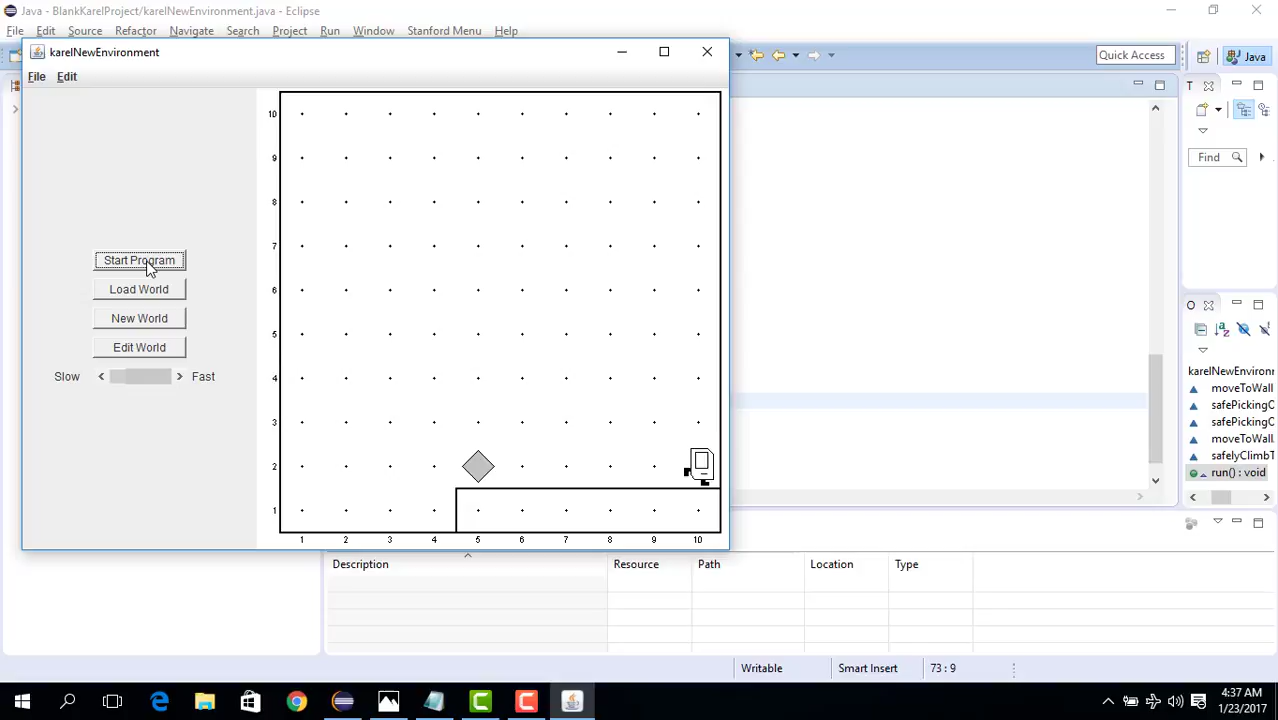 Java - BlankKarelProject/karelNewEnvironment.java - Eclipse
File Edit Source Refactor Navigate Search Project Run Window Stanford Menu Help
karelNewEnvironment
Quick Access
Java
File Edit
T
Find
Start Program
Load World
New World
Edit World
Slow Fast
10
9
8
7
6
5
4
3
2
1
1 2 3 4 5 6 7 8 9 10
O
karelNewEnvironm
moveToWall
safePickingC
safePickingC
moveToWall
safelyClimbT
run() : void
Description Resource Path Location Type
Writable Smart Insert 73 : 9
4:37 AM
1/23/2017